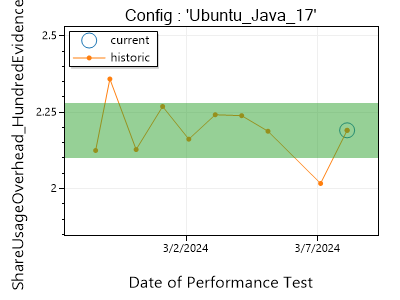 Config : 'Ubuntu_Java_17'
ShareUsageOverhead_HundredEvidence
2.5
2.25
2
current
historic
3/2/2024
3/7/2024
Date of Performance Test